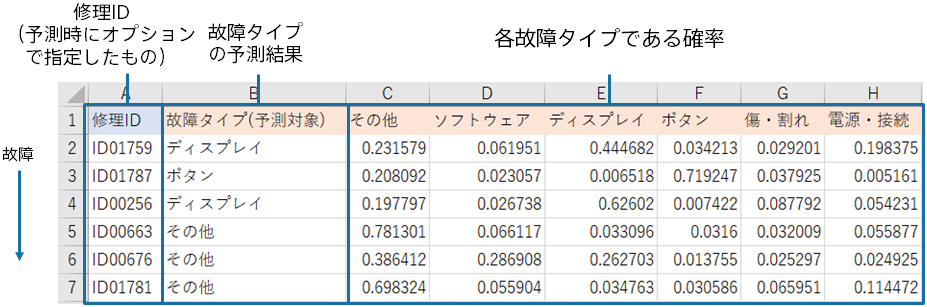 修理ID
(予測時にオプション
で指定したもの)
故障タイプ
の予測結果
各故障タイプである確率
故障
A B C D E F G H
1 修理ID 故障タイプ(予測対象) その他 ソフトウェア ディスプレイ ボタン 傷・割れ 電源・接続
2 ID01759 ディスプレイ 0.231579 0.061951 0.444682 0.034213 0.029201 0.198375
3 ID01787 ボタン 0.208092 0.023057 0.006518 0.719247 0.037925 0.005161
4 ID00256 ディスプレイ 0.197797 0.026738 0.62602 0.007422 0.087792 0.054231
5 ID00663 その他 0.781301 0.066117 0.033096 0.0316 0.032009 0.055877
6 ID00676 その他 0.386412 0.286908 0.262703 0.013755 0.025297 0.024925
7 ID01781 その他 0.698324 0.055904 0.034763 0.030586 0.065951 0.114472